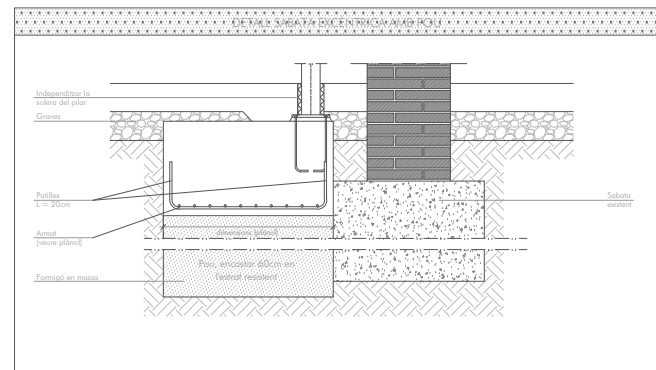 DETALL SABATA EXCÈNTRICA AMB POU
Independitzar la
solera del pilar
Graves
Patilles
L = 20cm
Sabata
existent
Armat
(veure plànol)
dimensions (plànol)
Pou, encastar 60cm en
l'estrat resistent
Formigó en massa